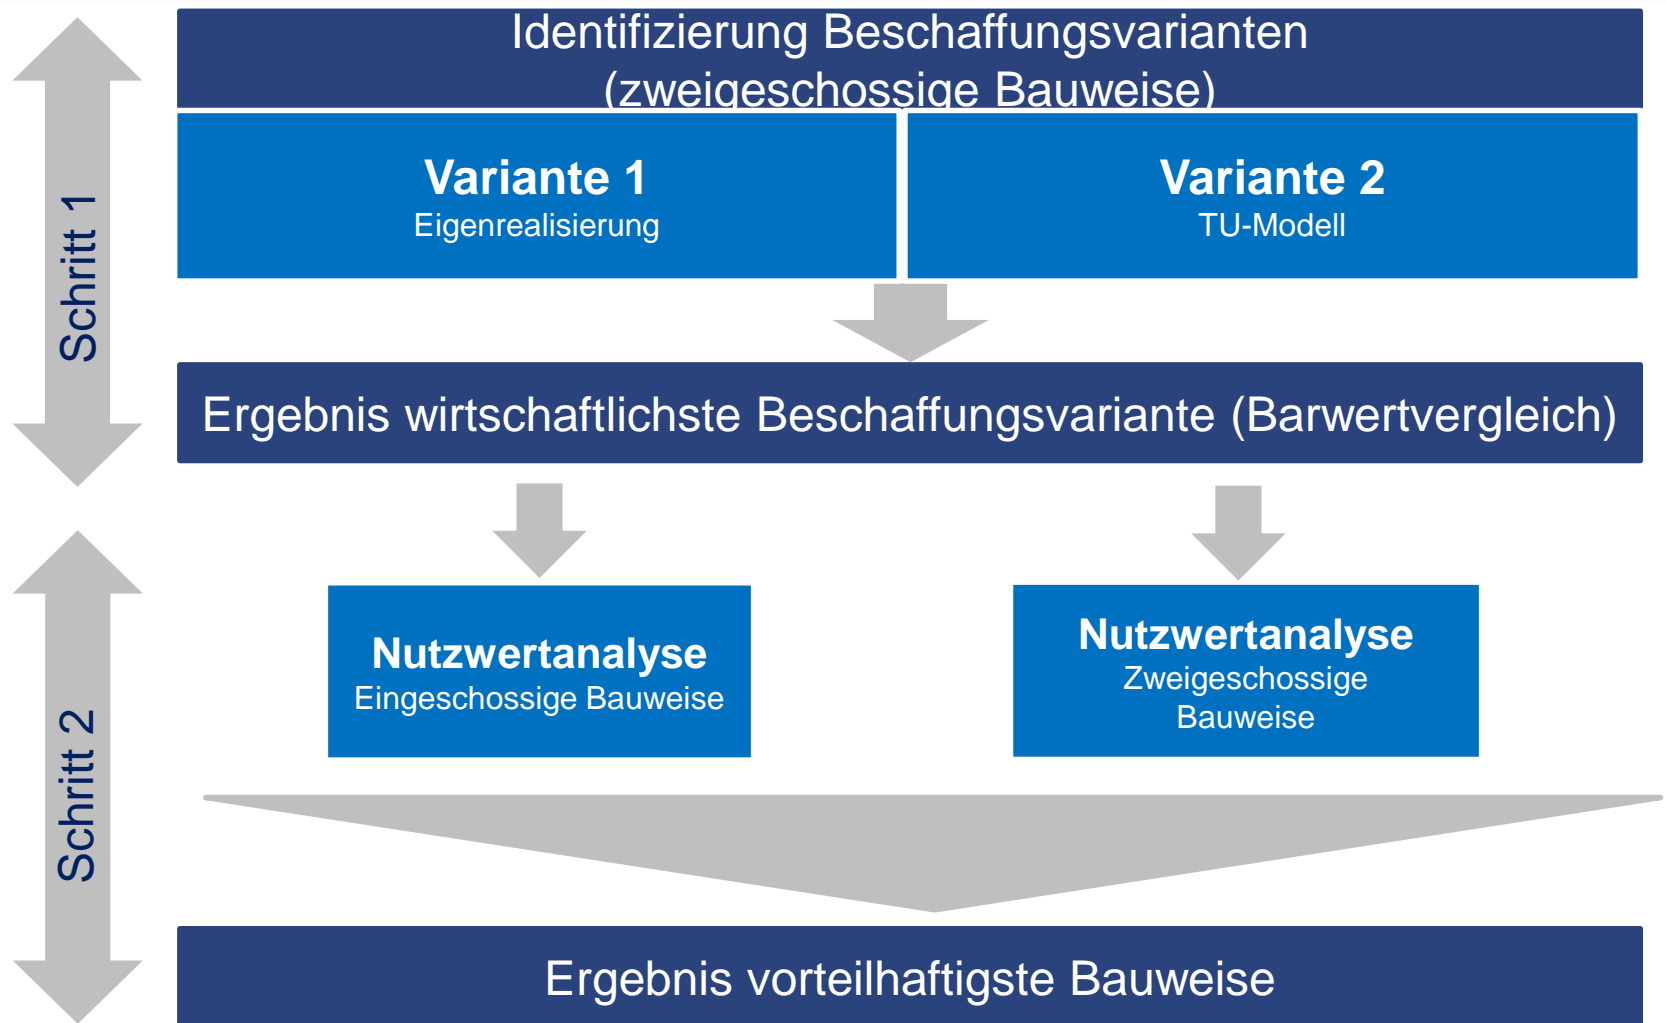 Identifizierung Beschaffungsvarianten
(zweigeschossige Bauweise)
Variante 1
Eigenrealisierung
Variante 2
TU-Modell
Schritt 1
Ergebnis wirtschaftlichste Beschaffungsvariante (Barwertvergleich)
Nutzwertanalyse
Eingeschossige Bauweise
Nutzwertanalyse
Zweigeschossige
Bauweise
Schritt 2
Ergebnis vorteilhaftigste Bauweise